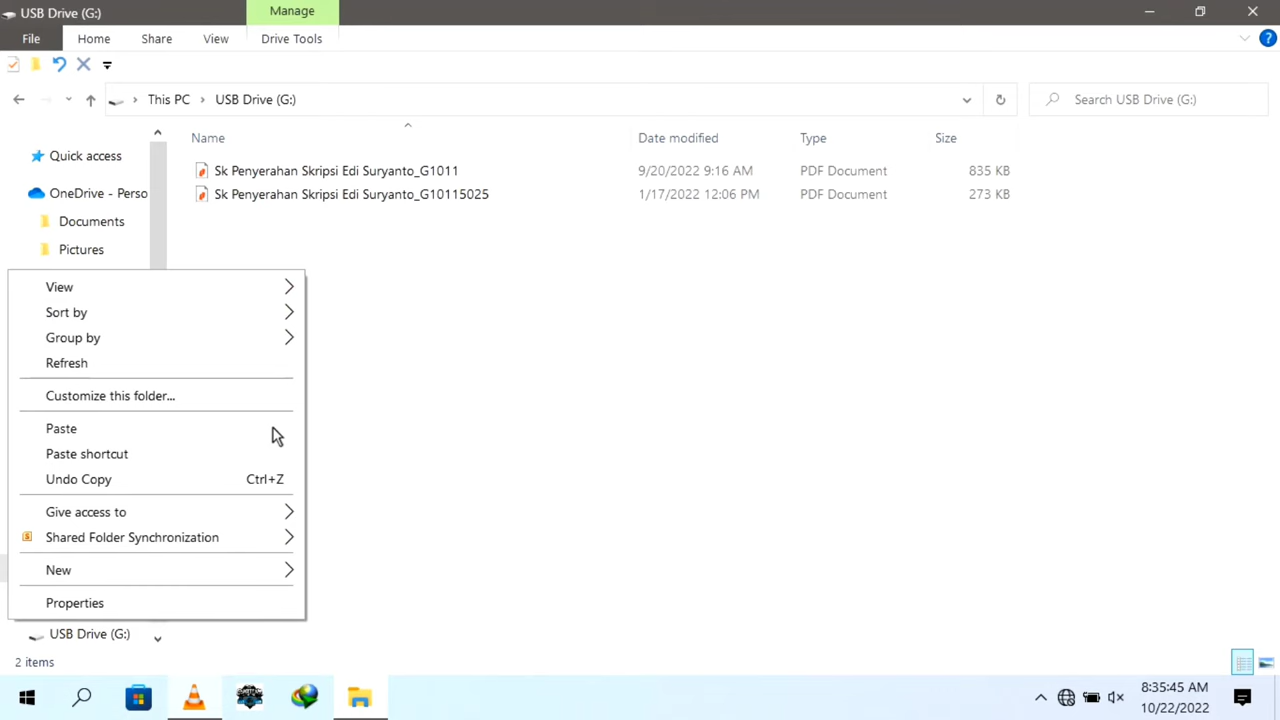 USB Drive (G:)
Manage
File
Home
Share
View
Drive Tools
This PC
USB Drive (G:)
Search USB Drive (G:)
Name
Date modified
Type
Size
Quick access
Sk Penyerahan Skripsi Edi Suryanto_G1011 9/20/2022 9:16 AM PDF Document 835 KB
OneDrive - Perso
Sk Penyerahan Skripsi Edi Suryanto_G10115025 1/17/2022 12:06 PM PDF Document 273 KB
Documents
Pictures
View
Sort by
Group by
Refresh
Customize this folder...
Paste
Paste shortcut
Undo Copy Ctrl+Z
Give access to
Shared Folder Synchronization
New
Properties
USB Drive (G:)
2 items
8:35:45 AM
10/22/2022